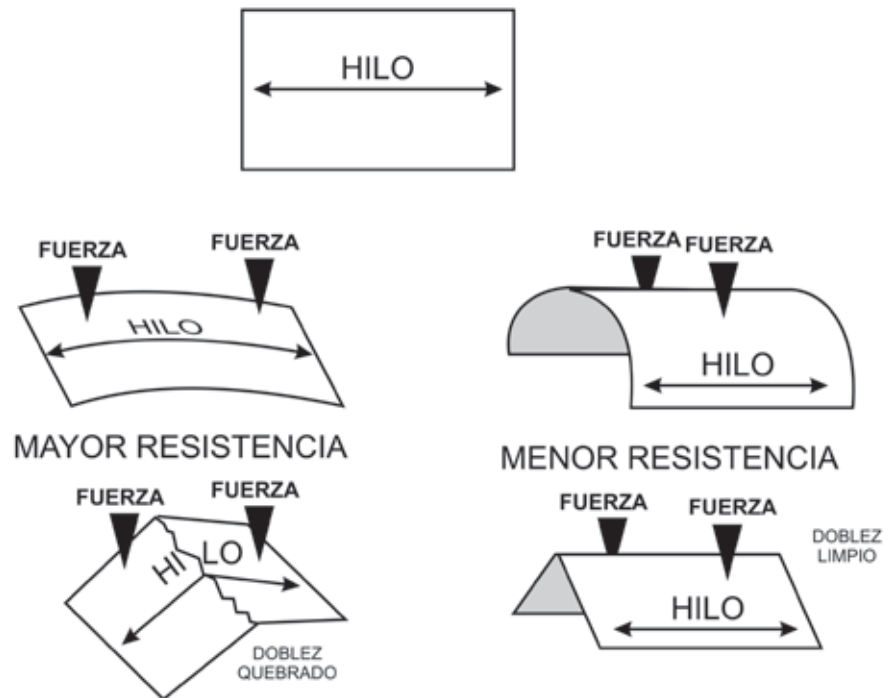 HILO
FUERZA
FUERZA
HILO
MAYOR RESISTENCIA
FUERZA
FUERZA
HI
LO
DOBLEZ
QUEBRADO
FUERZA FUERZA
HILO
MENOR RESISTENCIA
FUERZA
FUERZA
DOBLEZ
LIMPIO
HILO